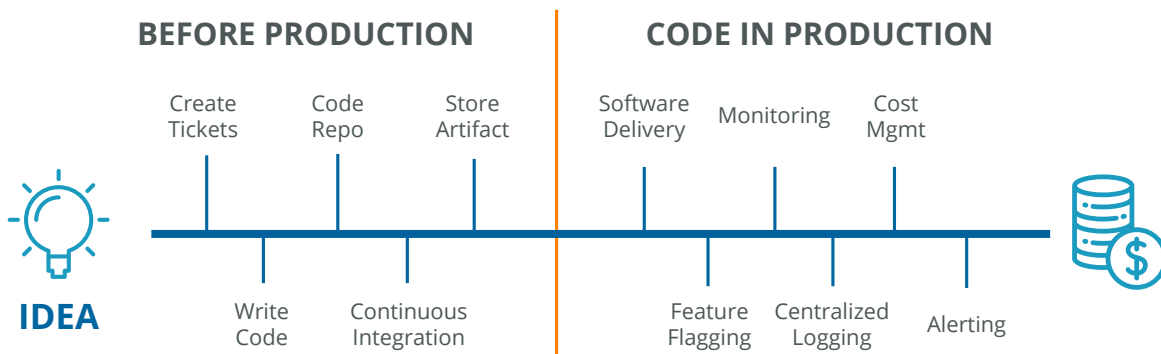 BEFORE PRODUCTION
CODE IN PRODUCTION
Create
Tickets
Code
Repo
Store
Artifact
Software
Delivery
Monitoring
Cost
Mgmt
$
IDEA
Write
Code
Continuous
Integration
Feature
Flagging
Centralized
Logging
Alerting